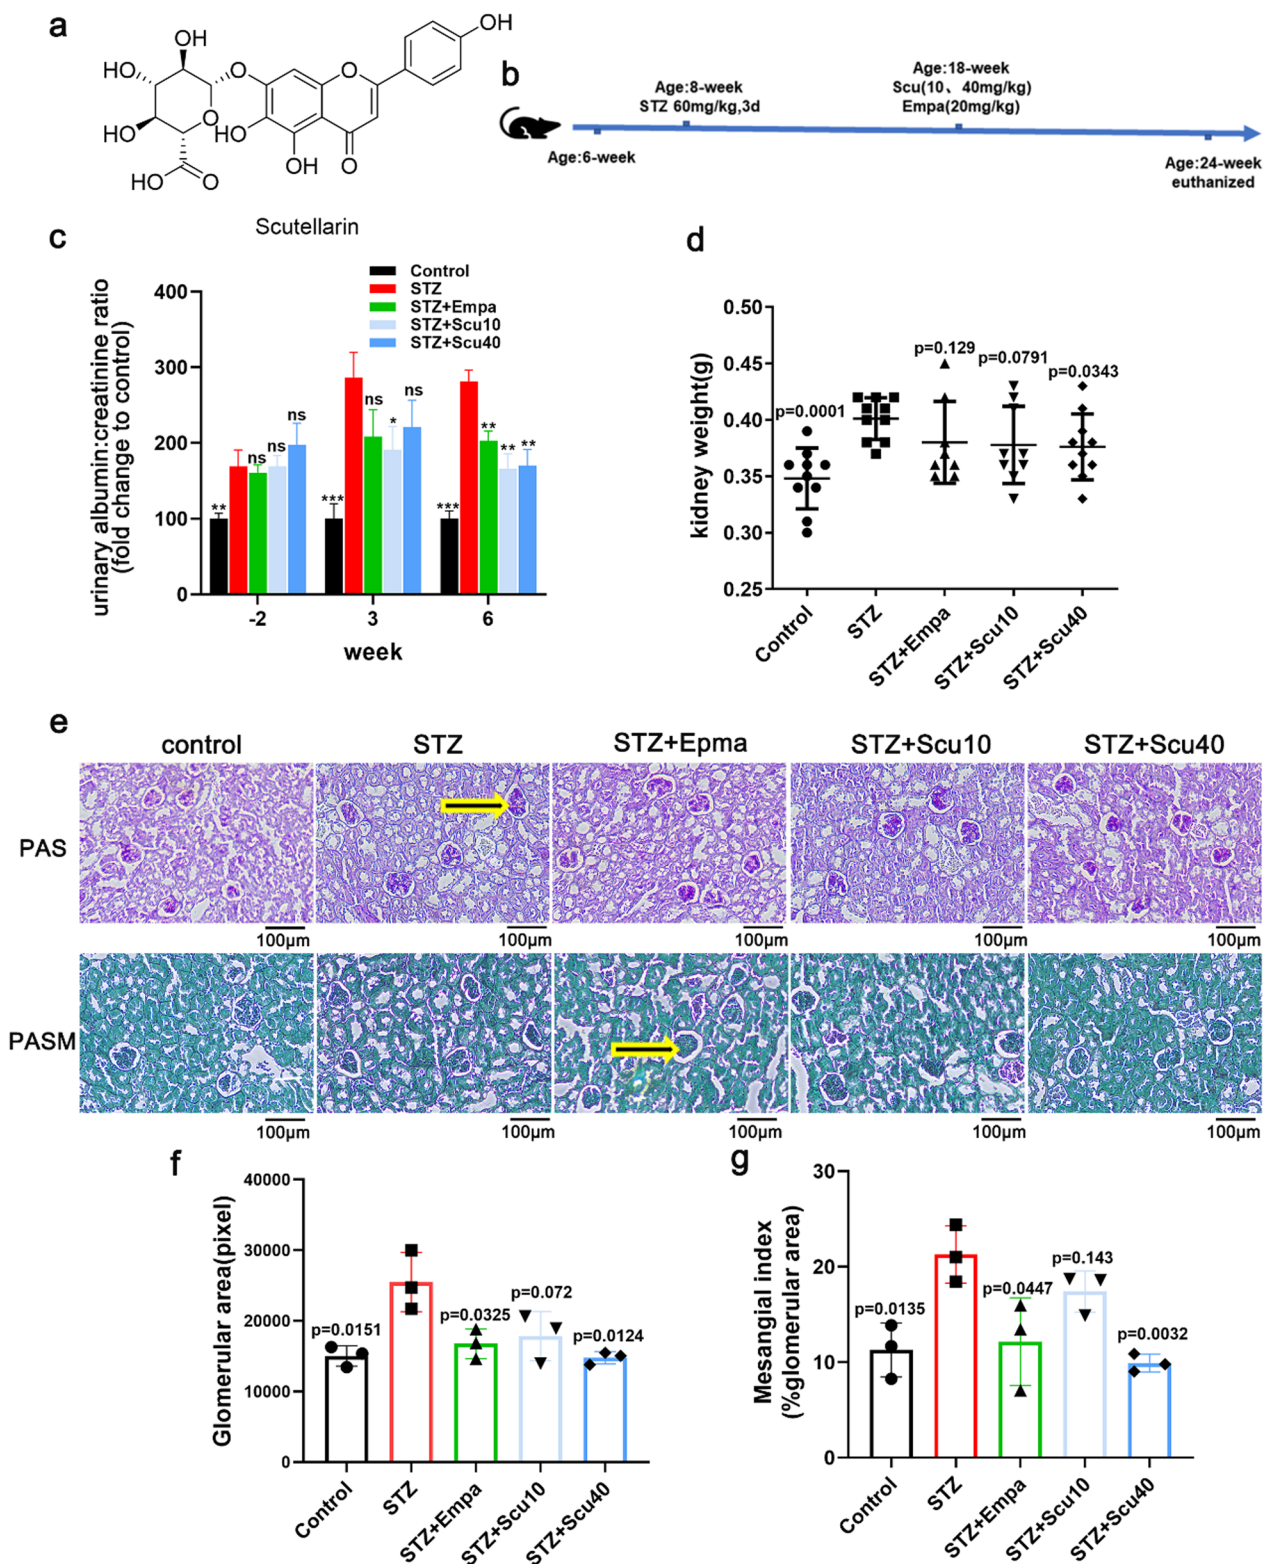 a
OH
OH
HO
O
O
HO
O
HO
HO
OH
O
HO
O
Scutellarin
b
Age:8-week
STZ 60mg/kg,3d
Age:18-week
Scu(10、40mg/kg)
Empa(20mg/kg)
Age:6-week
Age:24-week
euthanized
c
Control
STZ
STZ+Empa
STZ+Scu10
STZ+Scu40
urinary albumin:creatinine ratio
(fold change to control)
400
300
200
100
0
** ns ns ns
*** ns * ns
*** ** ** **
-2 3 6
week
d
kidney weight(g)
0.50
0.45
0.40
0.35
0.30
0.25
p=0.0001
p=0.129
p=0.0791
p=0.0343
Control
STZ
STZ+Empa
STZ+Scu10
STZ+Scu40
e
control STZ STZ+Epma STZ+Scu10 STZ+Scu40
PAS
100μm 100μm 100μm 100μm 100μm
PASM
100μm 100μm 100μm 100μm 100μm
f
Glomerular area(pixel)
40000
30000
20000
10000
0
p=0.0151
p=0.0325
p=0.072
p=0.0124
Control
STZ
STZ+Empa
STZ+Scu10
STZ+Scu40
g
Mesangial index
(%glomerular area)
30
20
10
0
p=0.0135
p=0.0447
p=0.143
p=0.0032
Control
STZ
STZ+Empa
STZ+Scu10
STZ+Scu40